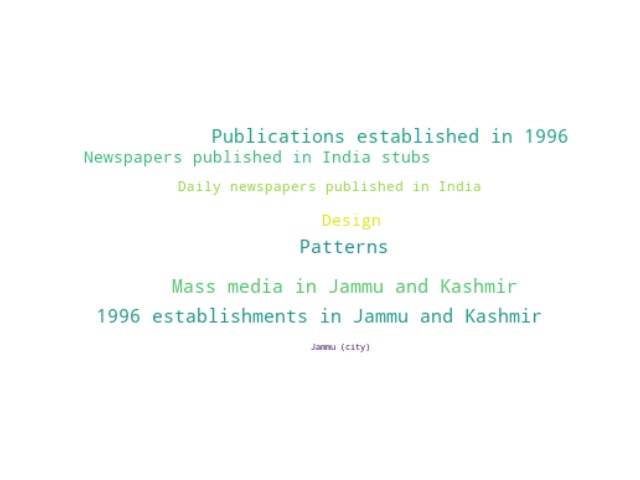 Publications established in 1996
Newspapers published in India stubs
Daily newspapers published in India
Design
Patterns
Mass media in Jammu and Kashmir
1996 establishments in Jammu and Kashmir
Jammu (city)